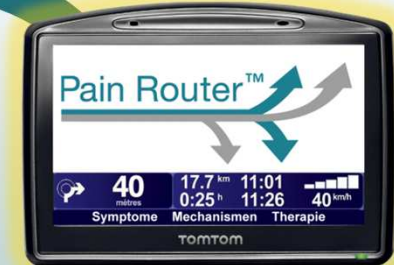 Pain Router™
40 17.7 km 11:01
mètres 0:25 h 11:26 40 km/h
Symptome Mechanismen Therapie
TOMTOM